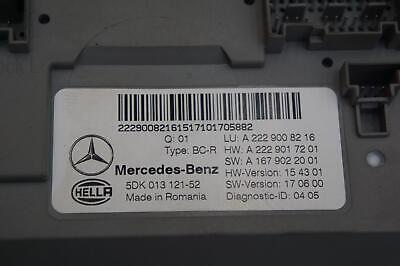 22290082161517101705882
Q: 01 LU: A 222 900 82 16
Type: BC-R HW: A 222 901 72 01
Mercedes-Benz SW: A 167 902 20 01
HELLA 5DK 013 121-52 HW-Version: 15 43 01
Made in Romania SW-Version: 17 06 00
Diagnostic-ID: 04 05